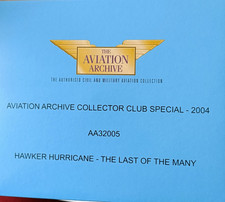 THE
AVIATION
ARCHIVE
THE AUTHORISED CIVIL AND MILITARY AVIATION COLLECTION
AVIATION ARCHIVE COLLECTOR CLUB SPECIAL - 2004
AA32005
HAWKER HURRICANE - THE LAST OF THE MANY